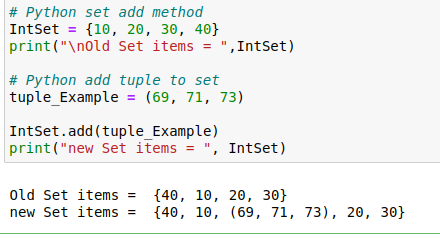 # Python set add method
IntSet = {10, 20, 30, 40}
print("\nOld Set items = ",IntSet)
# Python add tuple to set
tuple_Example = (69, 71, 73)
IntSet.add(tuple_Example)
print("new Set items = ", IntSet)
Old Set items =  {40, 10, 20, 30}
new Set items =  {40, 10, (69, 71, 73), 20, 30}